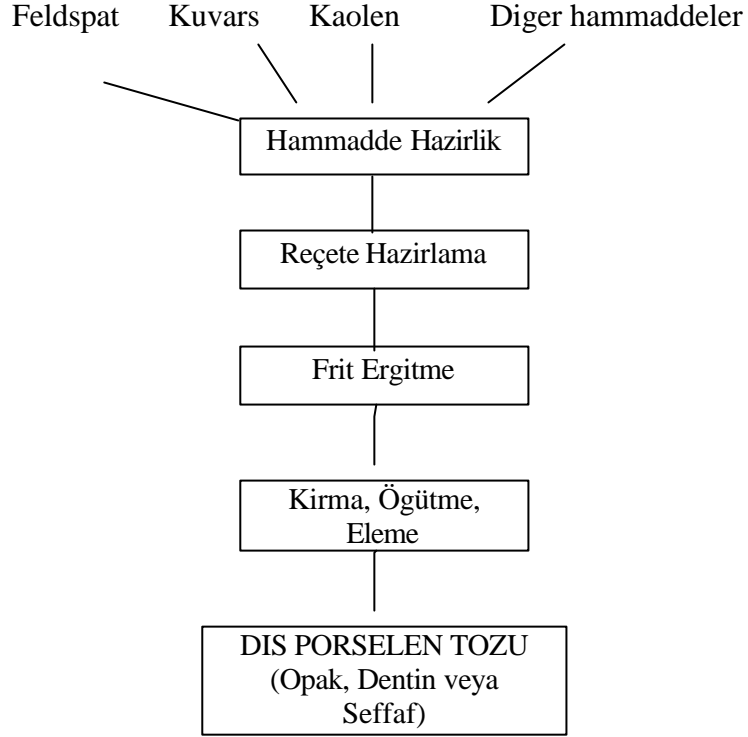 Feldspat Kuvars Kaolen Diger hammaddeler
Hammadde Hazirlik
Reçete Hazirlama
Frit Ergitme
Kirma, Ögütme,
Eleme
DIS PORSELEN TOZU
(Opak, Dentin veya
Seffaf)